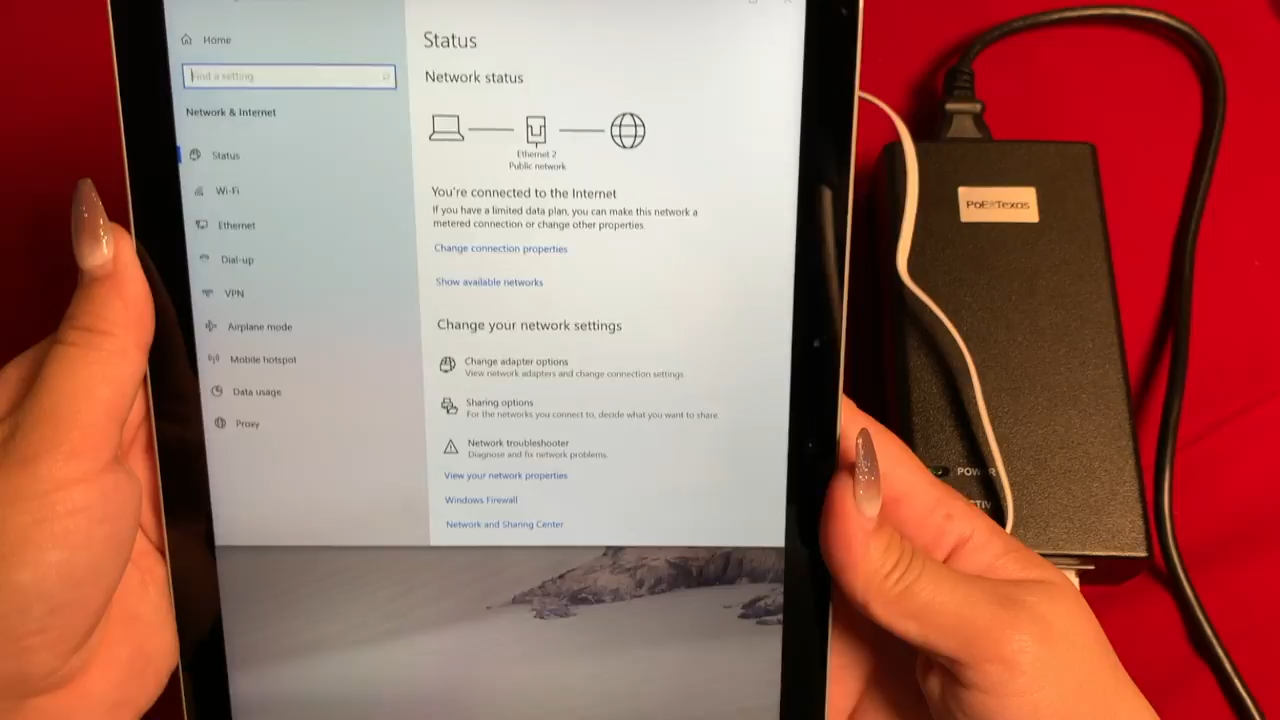 Home
Find a setting
Network & Internet
Status
Wi-Fi
Ethernet
Dial-up
VPN
Airplane mode
Mobile hotspot
Data usage
Proxy
Status
Network status
Ethernet 2
Public network
You're connected to the Internet
If you have a limited data plan, you can make this network a
metered connection or change other properties.
Change connection properties
Show available networks
Change your network settings
Change adapter options
View network adapters and change connection settings.
Sharing options
For the networks you connect to, decide what you want to share.
Network troubleshooter
Diagnose and fix network problems.
View your network properties
Windows Firewall
Network and Sharing Center
PoE Texas